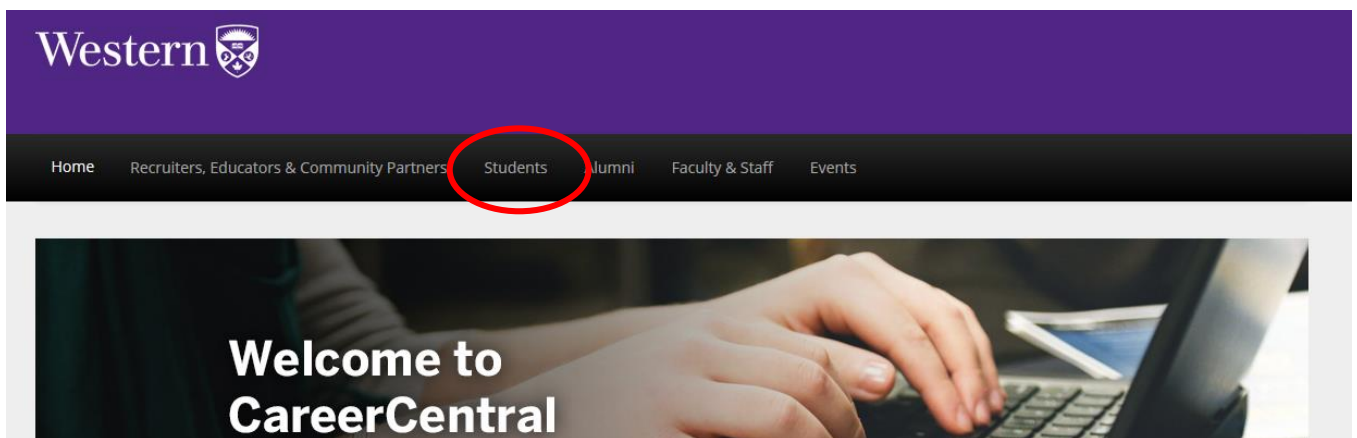 Western
Home Recruiters, Educators & Community Partners Students Alumni Faculty & Staff Events
Welcome to
CareerCentral